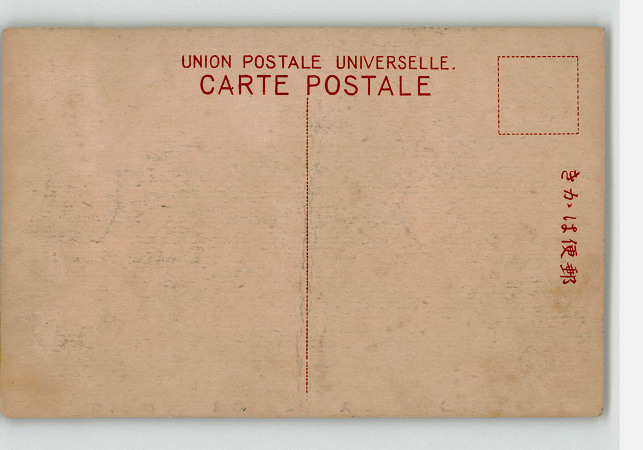 UNION POSTALE UNIVERSELLE.
CARTE POSTALE
きかは便郵